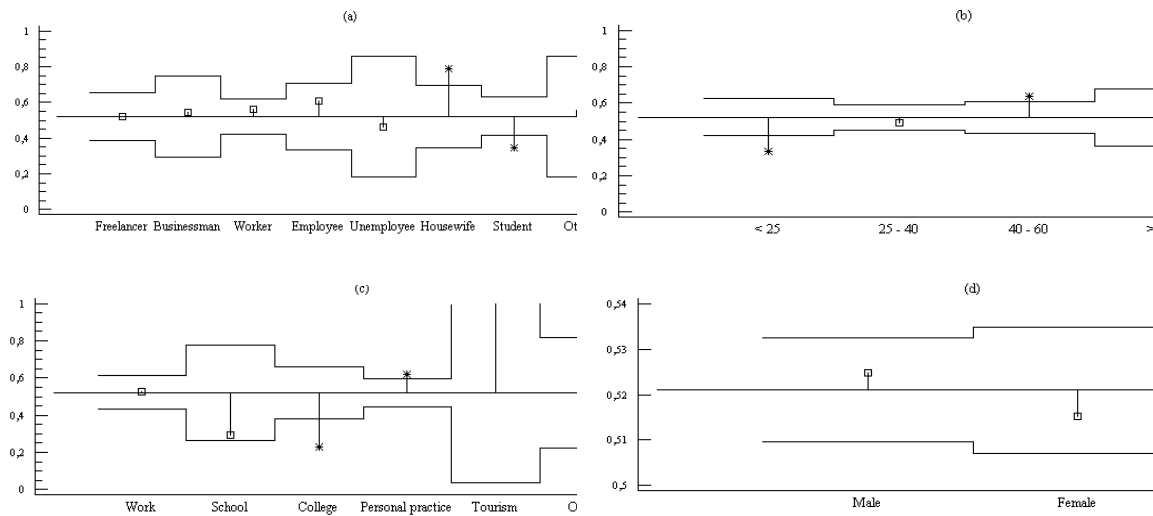 (a)
1
0,8
0,6
0,4
0,2
0
Freelancer Businessman Worker Employee Unemployee Housewife Student Ot
(b)
1
0,8
0,6
0,4
0,2
0
< 25 25 - 40 40 - 60 >
(c)
1
0,8
0,6
0,4
0,2
0
Work School College Personal practice Tourism O
(d)
0,54
0,53
0,52
0,51
0,5
Male Female